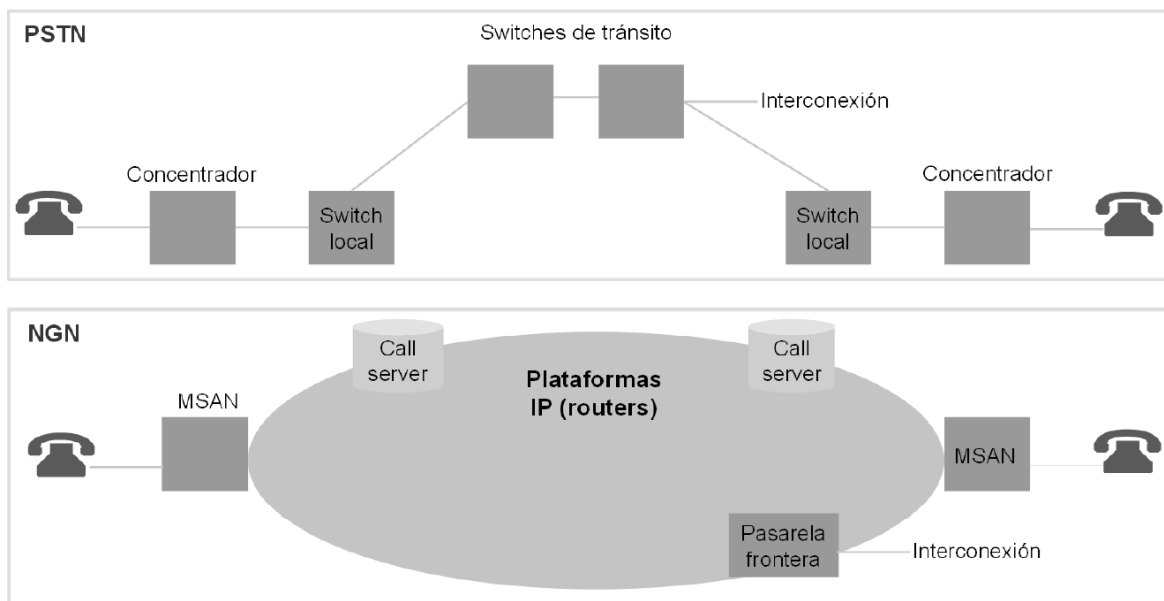 PSTN
Switches de tránsito
Interconexión
Concentrador
Concentrador
Switch
local
Switch
local
NGN
Call
server
Call
server
Plataformas
IP (routers)
MSAN
MSAN
Pasarela
frontera
Interconexión